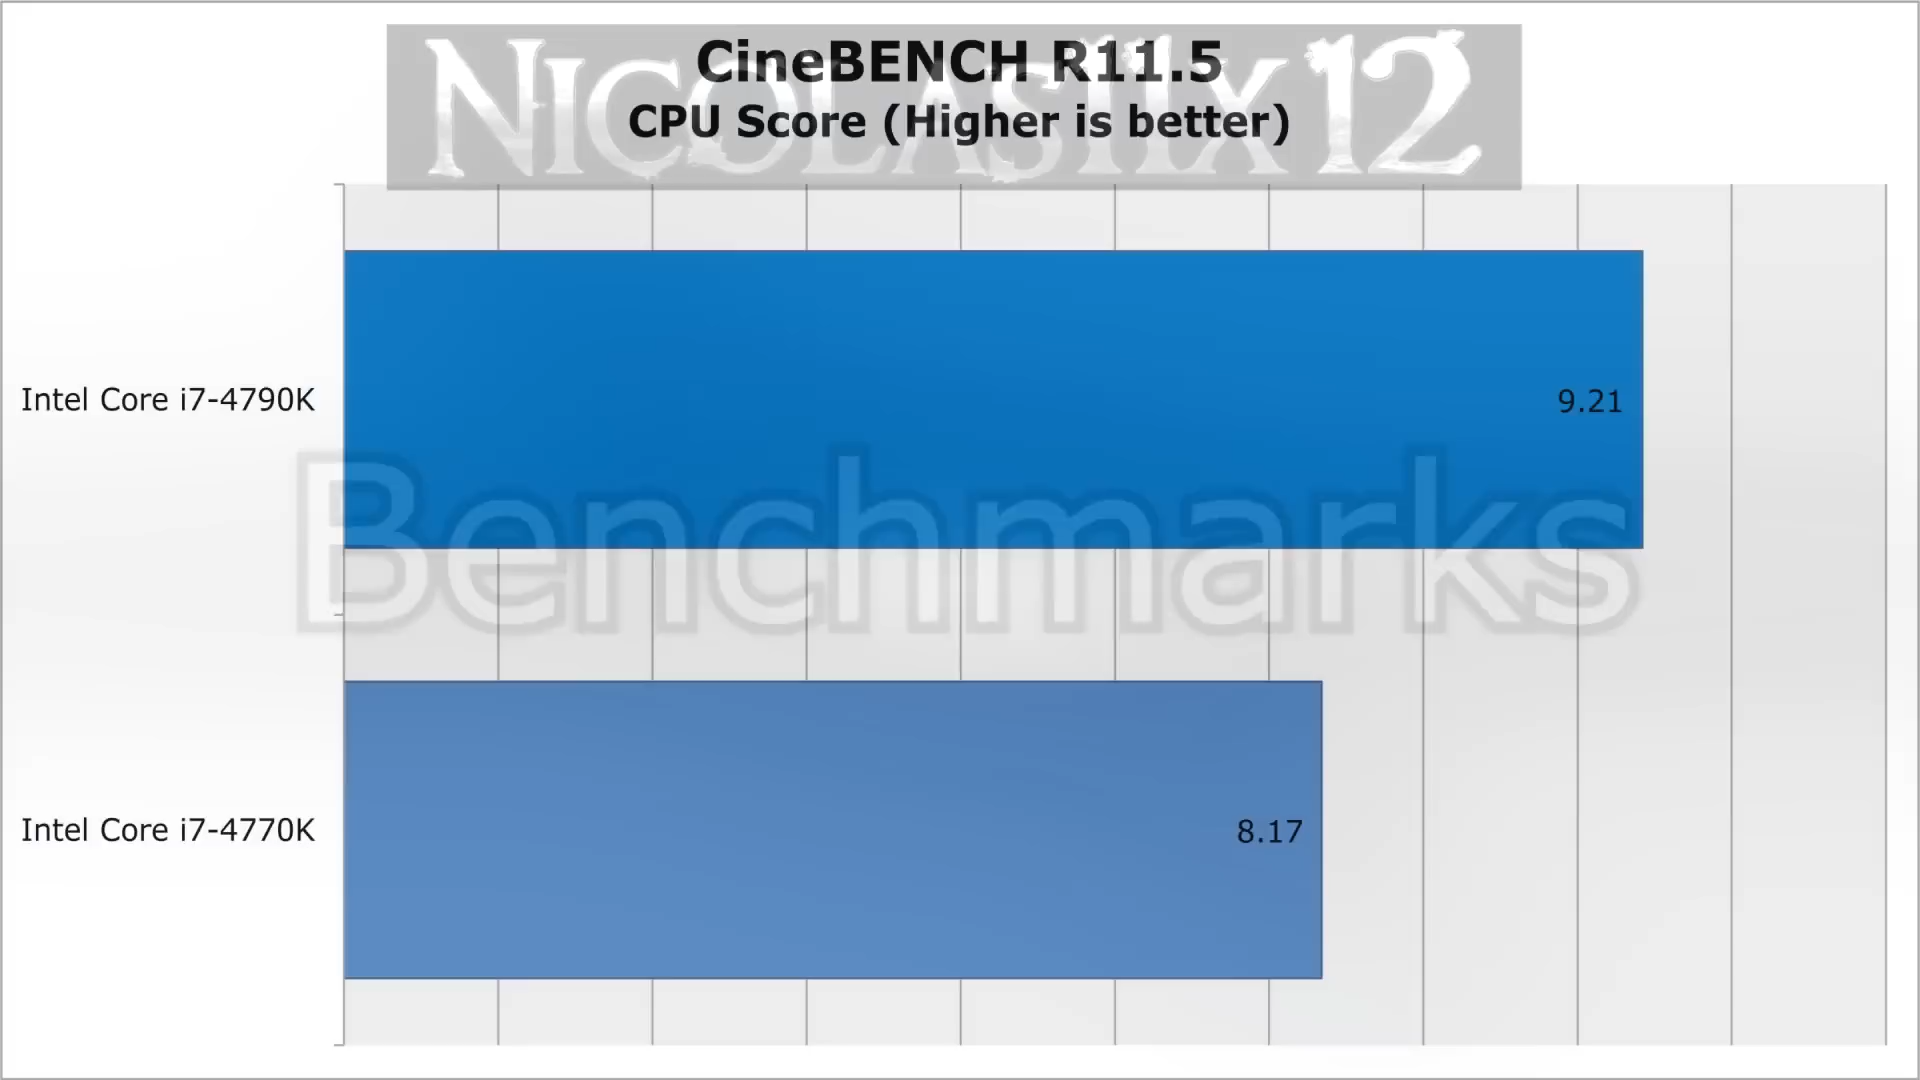 NICOLAS11X12
CineBENCH R11.5
CPU Score (Higher is better)
Intel Core i7-4790K
9.21
Benchmarks
Intel Core i7-4770K
8.17